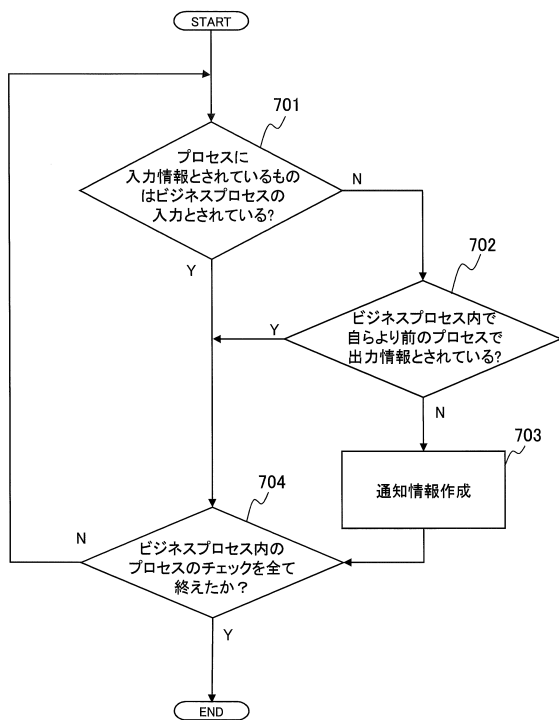 START
701
プロセスに
入力情報とされているもの
はビジネスプロセスの
入力とされている?
N
Y
702
ビジネスプロセス内で
自らより前のプロセスで
出力情報とされている?
Y
N
703
通知情報作成
704
ビジネスプロセス内の
プロセスのチェックを全て
終えたか？
N
Y
END